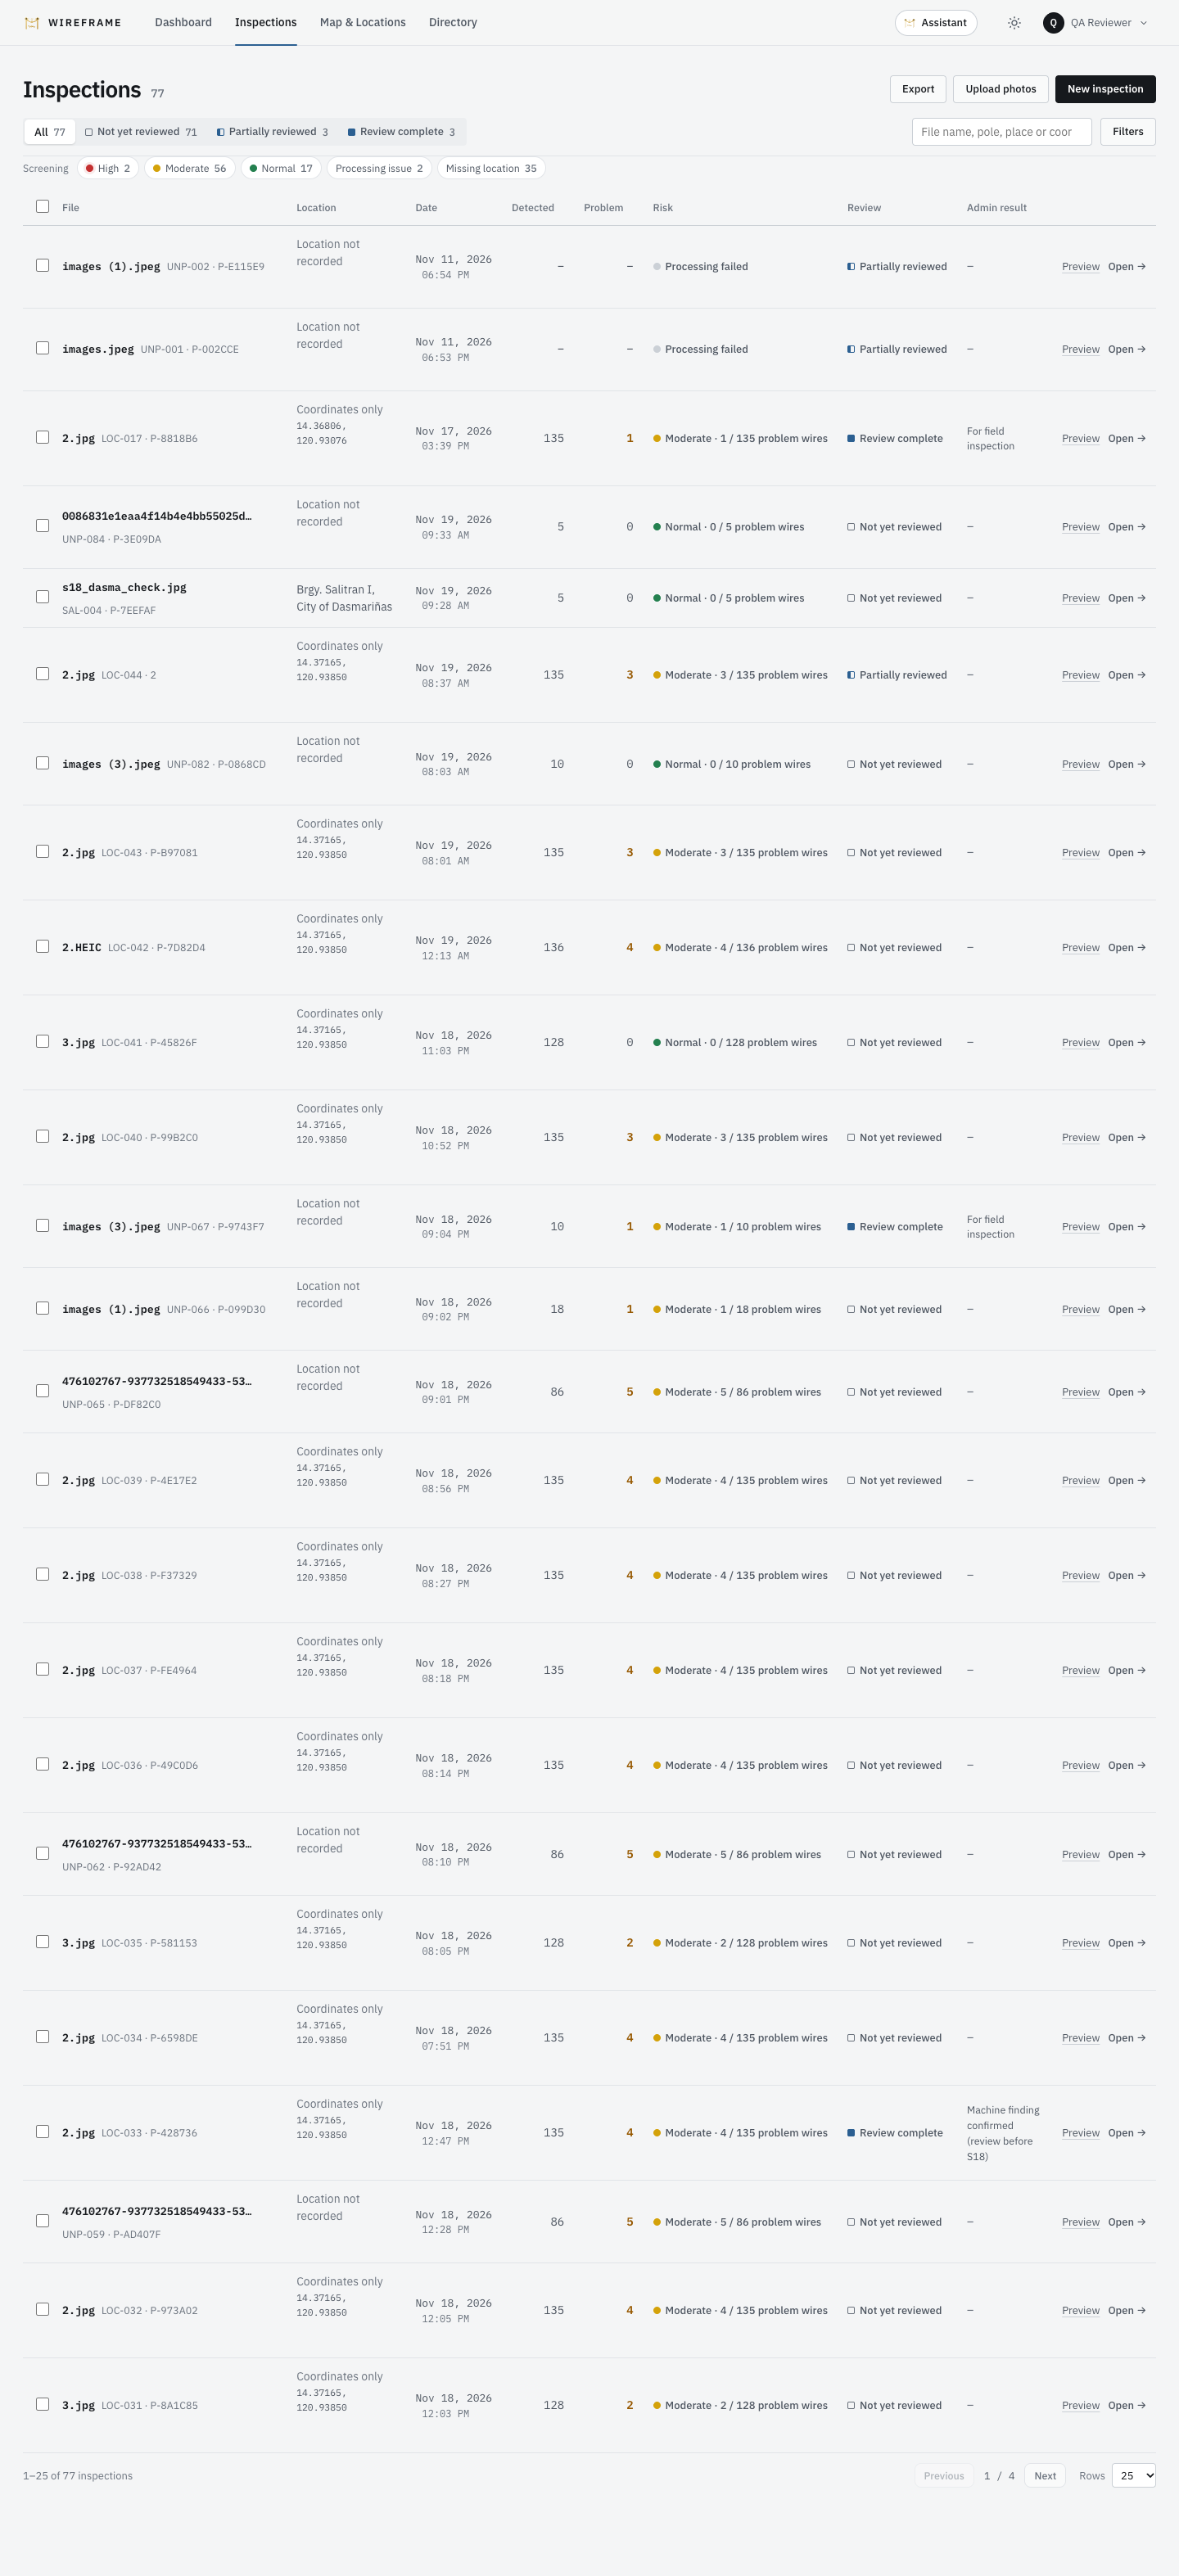 WIREFRAME Dashboard Inspections Map & Locations Directory Assistant Q QA Reviewer
Inspections 77 Export Upload photos New inspection
All 77 Not yet reviewed 71 Partially reviewed 3 Review complete 3 File name, pole, place or coor Filters
Screening High 2 Moderate 56 Normal 17 Processing issue 2 Missing location 35
File Location Date Detected Problem Risk Review Admin result
images (1).jpeg UNP-002 · P-E115E9 Location not recorded Nov 11, 2026 06:54 PM – – Processing failed Partially reviewed – Preview Open →
images.jpeg UNP-001 · P-002CCE Location not recorded Nov 11, 2026 06:53 PM – – Processing failed Partially reviewed – Preview Open →
2.jpg LOC-017 · P-8818B6 Coordinates only 14.36806, 120.93076 Nov 17, 2026 03:39 PM 135 1 Moderate · 1 / 135 problem wires Review complete For field inspection Preview Open →
0086831e1eaa4f14b4e4bb55025d… UNP-084 · P-3E09DA Location not recorded Nov 19, 2026 09:33 AM 5 0 Normal · 0 / 5 problem wires Not yet reviewed – Preview Open →
s18_dasma_check.jpg SAL-004 · P-7EEFAF Brgy. Salitran I, City of Dasmariñas Nov 19, 2026 09:28 AM 5 0 Normal · 0 / 5 problem wires Not yet reviewed – Preview Open →
2.jpg LOC-044 · 2 Coordinates only 14.37165, 120.93850 Nov 19, 2026 08:37 AM 135 3 Moderate · 3 / 135 problem wires Partially reviewed – Preview Open →
images (3).jpeg UNP-082 · P-0868CD Location not recorded Nov 19, 2026 08:03 AM 10 0 Normal · 0 / 10 problem wires Not yet reviewed – Preview Open →
2.jpg LOC-043 · P-B97081 Coordinates only 14.37165, 120.93850 Nov 19, 2026 08:01 AM 135 3 Moderate · 3 / 135 problem wires Not yet reviewed – Preview Open →
2.HEIC LOC-042 · P-7D82D4 Coordinates only 14.37165, 120.93850 Nov 19, 2026 12:13 AM 136 4 Moderate · 4 / 136 problem wires Not yet reviewed – Preview Open →
3.jpg LOC-041 · P-45826F Coordinates only 14.37165, 120.93850 Nov 18, 2026 11:03 PM 128 0 Normal · 0 / 128 problem wires Not yet reviewed – Preview Open →
2.jpg LOC-040 · P-99B2C0 Coordinates only 14.37165, 120.93850 Nov 18, 2026 10:52 PM 135 3 Moderate · 3 / 135 problem wires Not yet reviewed – Preview Open →
images (3).jpeg UNP-067 · P-9743F7 Location not recorded Nov 18, 2026 09:04 PM 10 1 Moderate · 1 / 10 problem wires Review complete For field inspection Preview Open →
images (1).jpeg UNP-066 · P-099D30 Location not recorded Nov 18, 2026 09:02 PM 18 1 Moderate · 1 / 18 problem wires Not yet reviewed – Preview Open →
476102767-937732518549433-53… UNP-065 · P-DF82C0 Location not recorded Nov 18, 2026 09:01 PM 86 5 Moderate · 5 / 86 problem wires Not yet reviewed – Preview Open →
2.jpg LOC-039 · P-4E17E2 Coordinates only 14.37165, 120.93850 Nov 18, 2026 08:56 PM 135 4 Moderate · 4 / 135 problem wires Not yet reviewed – Preview Open →
2.jpg LOC-038 · P-F37329 Coordinates only 14.37165, 120.93850 Nov 18, 2026 08:27 PM 135 4 Moderate · 4 / 135 problem wires Not yet reviewed – Preview Open →
2.jpg LOC-037 · P-FE4964 Coordinates only 14.37165, 120.93850 Nov 18, 2026 08:18 PM 135 4 Moderate · 4 / 135 problem wires Not yet reviewed – Preview Open →
2.jpg LOC-036 · P-49C0D6 Coordinates only 14.37165, 120.93850 Nov 18, 2026 08:14 PM 135 4 Moderate · 4 / 135 problem wires Not yet reviewed – Preview Open →
476102767-937732518549433-53… UNP-062 · P-92AD42 Location not recorded Nov 18, 2026 08:10 PM 86 5 Moderate · 5 / 86 problem wires Not yet reviewed – Preview Open →
3.jpg LOC-035 · P-581153 Coordinates only 14.37165, 120.93850 Nov 18, 2026 08:05 PM 128 2 Moderate · 2 / 128 problem wires Not yet reviewed – Preview Open →
2.jpg LOC-034 · P-6598DE Coordinates only 14.37165, 120.93850 Nov 18, 2026 07:51 PM 135 4 Moderate · 4 / 135 problem wires Not yet reviewed – Preview Open →
2.jpg LOC-033 · P-428736 Coordinates only 14.37165, 120.93850 Nov 18, 2026 12:47 PM 135 4 Moderate · 4 / 135 problem wires Review complete Machine finding confirmed (review before S18) Preview Open →
476102767-937732518549433-53… UNP-059 · P-AD407F Location not recorded Nov 18, 2026 12:28 PM 86 5 Moderate · 5 / 86 problem wires Not yet reviewed – Preview Open →
2.jpg LOC-032 · P-973A02 Coordinates only 14.37165, 120.93850 Nov 18, 2026 12:05 PM 135 4 Moderate · 4 / 135 problem wires Not yet reviewed – Preview Open →
3.jpg LOC-031 · P-8A1C85 Coordinates only 14.37165, 120.93850 Nov 18, 2026 12:03 PM 128 2 Moderate · 2 / 128 problem wires Not yet reviewed – Preview Open →
1–25 of 77 inspections Previous 1 / 4 Next Rows 25